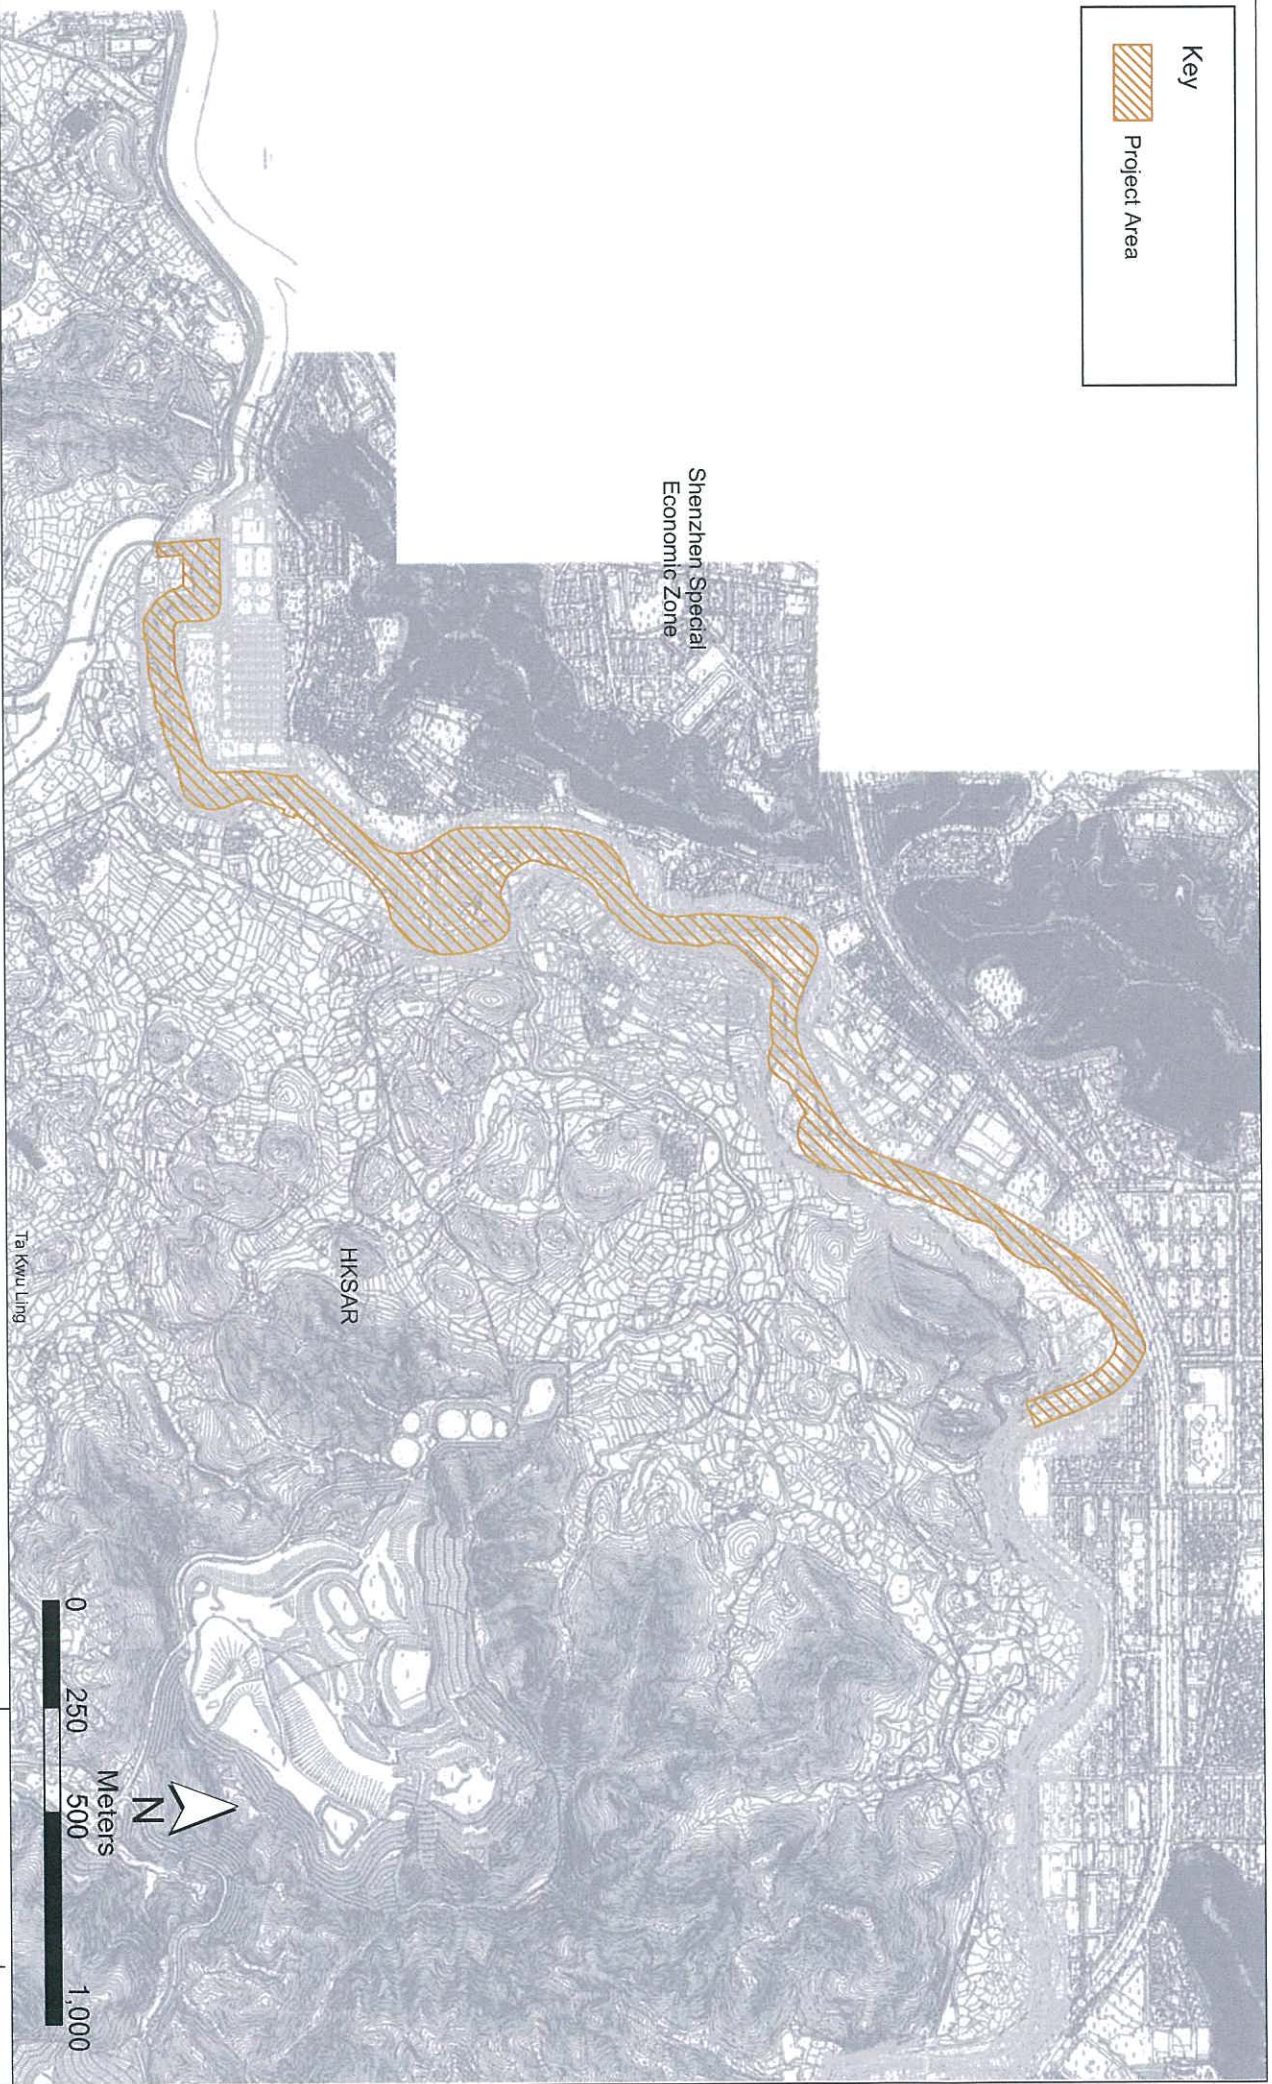 Key
Project Area
Shenzhen Special
Economic Zone
HKSAR
Ta Kwu Ling
N
Meters
0 250 500 1,000